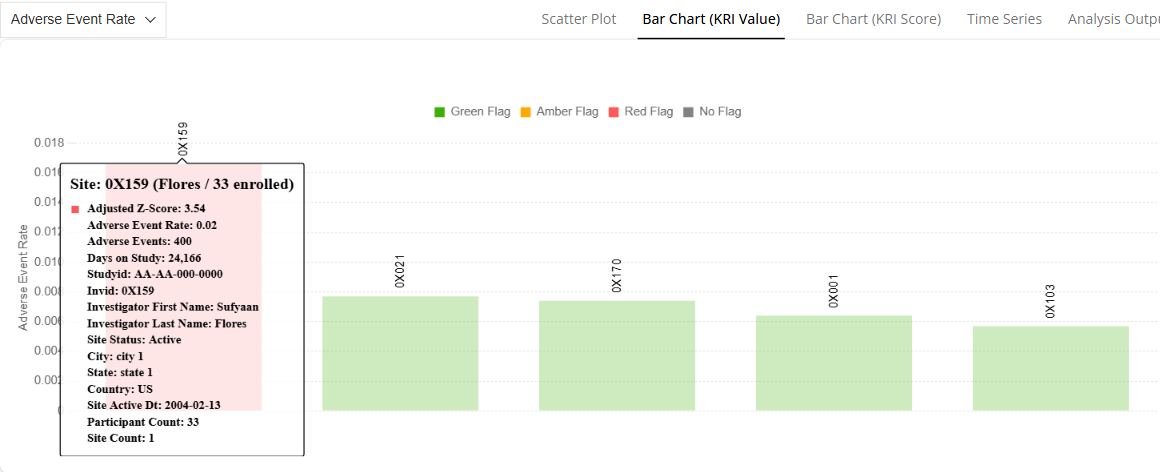 Adverse Event Rate
Scatter Plot
Bar Chart (KRI Value)
Bar Chart (KRI Score)
Time Series
Analysis Outp
Green Flag
Amber Flag
Red Flag
No Flag
Adverse Event Rate
0.018
0.016
0.014
0.012
0.010
0.008
0.006
0.004
0.002
0
0X159
0X021
0X170
0X001
0X103
Site: 0X159 (Flores / 33 enrolled)
Adjusted Z-Score: 3.54
Adverse Event Rate: 0.02
Adverse Events: 400
Days on Study: 24,166
Studyid: AA-AA-000-0000
Invid: 0X159
Investigator First Name: Sufyaan
Investigator Last Name: Flores
Site Status: Active
City: city 1
State: state 1
Country: US
Site Active Dt: 2004-02-13
Participant Count: 33
Site Count: 1